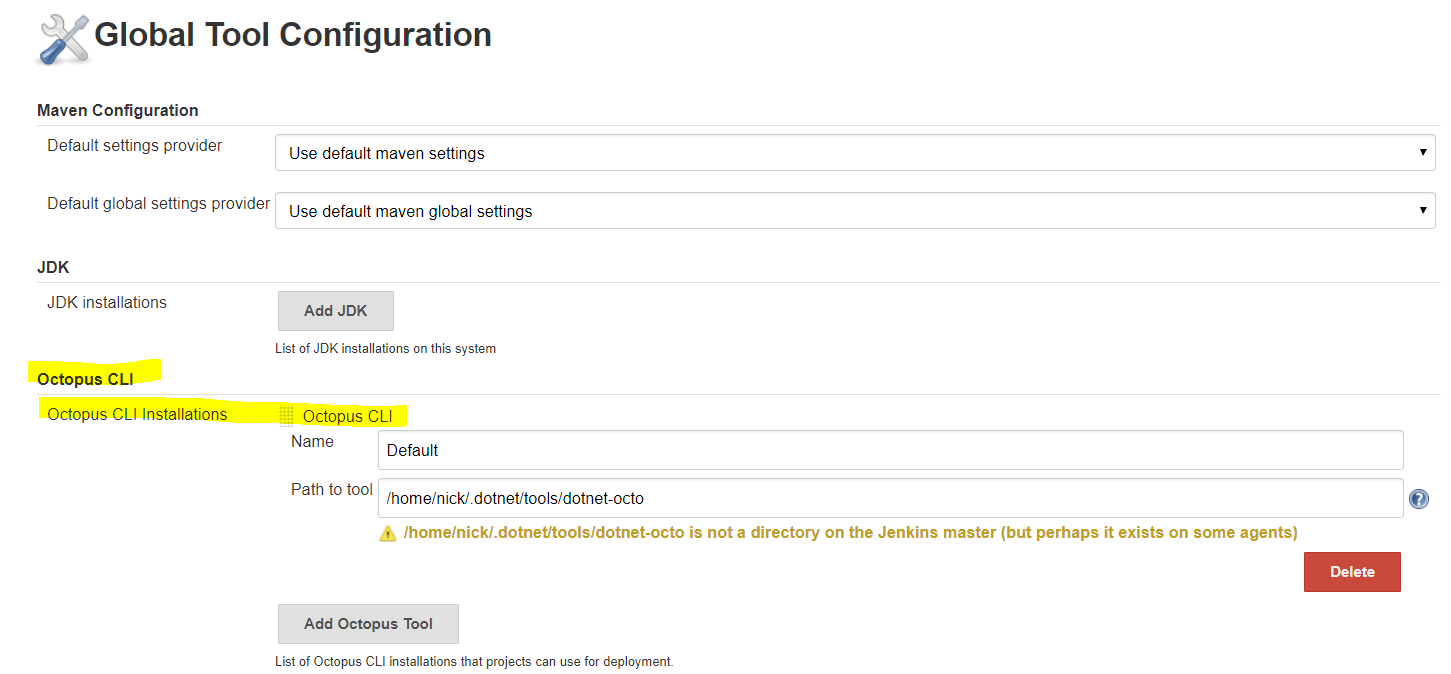 Global Tool Configuration
Maven Configuration
Default settings provider
Use default maven settings
Default global settings provider
Use default maven global settings
JDK
JDK installations
Add JDK
List of JDK installations on this system
Octopus CLI
Octopus CLI Installations
Octopus CLI
Name
Default
Path to tool
/home/nick/.dotnet/tools/dotnet-octo
?
/home/nick/.dotnet/tools/dotnet-octo is not a directory on the Jenkins master (but perhaps it exists on some agents)
Delete
Add Octopus Tool
List of Octopus CLI installations that projects can use for deployment.